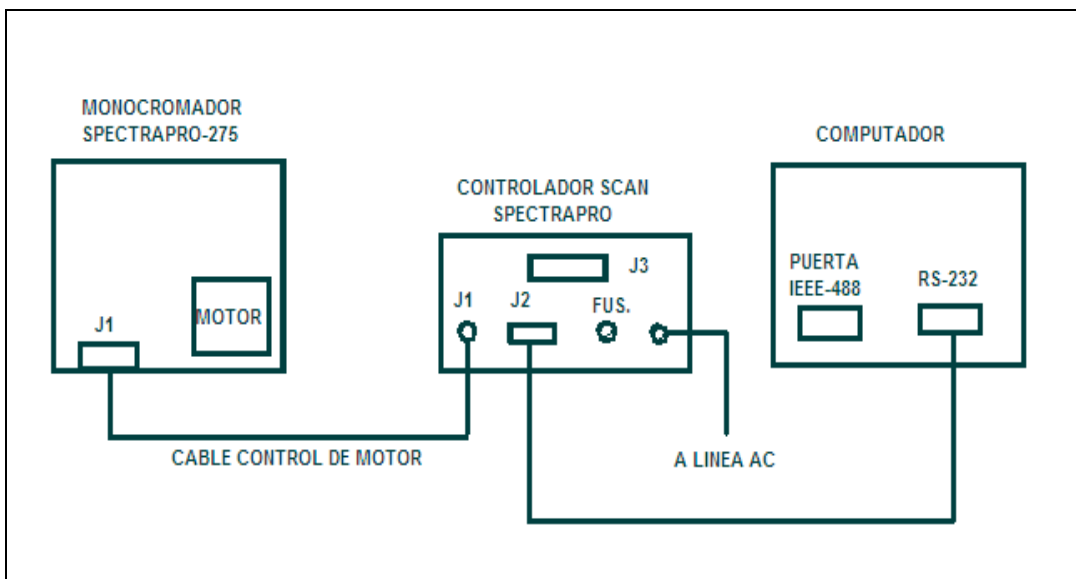 MONOCROMADOR
SPECTRAPRO-275
J1
MOTOR
CONTROLADOR SCAN
SPECTRAPRO
J3
J1
J2
FUS.
COMPUTADOR
PUERTA
IEEE-488
RS-232
CABLE CONTROL DE MOTOR
A LINEA AC